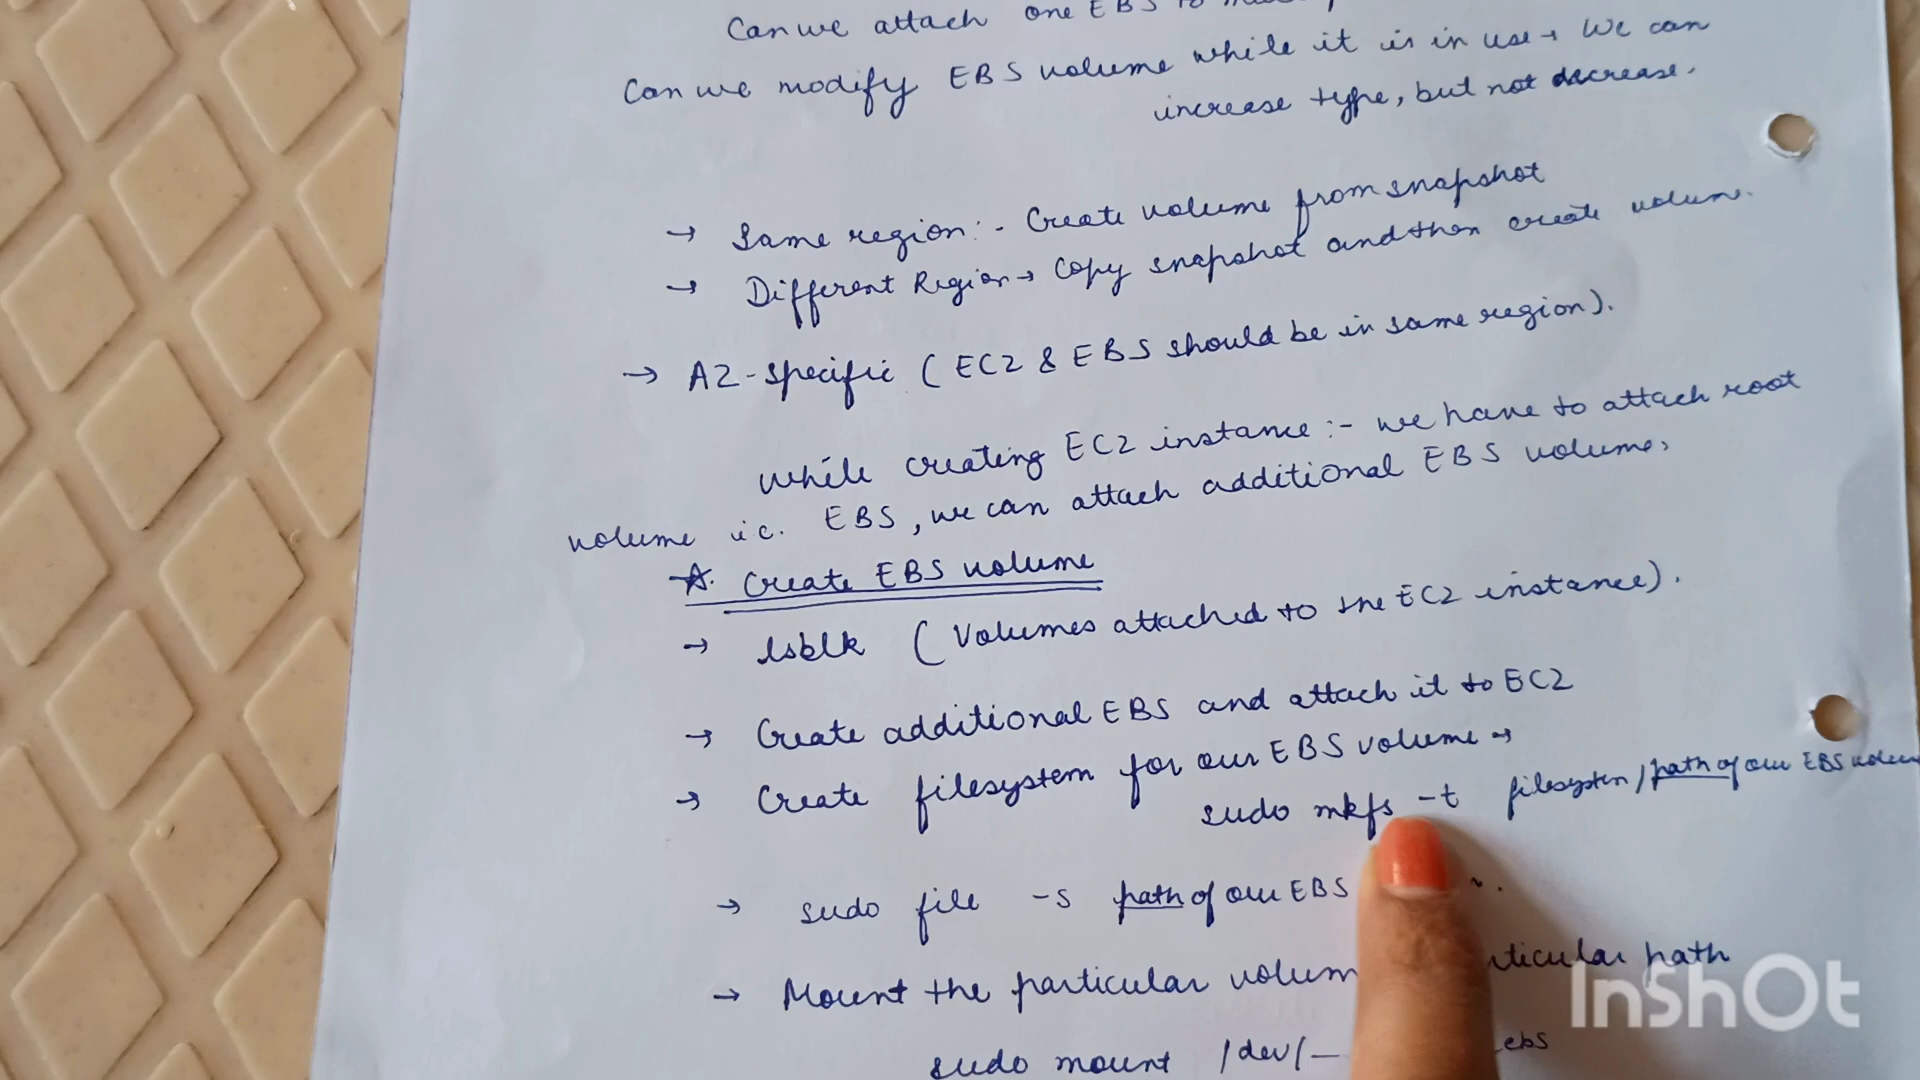 Can we attach one EBS to
Can we modify EBS volume while it is in use → We can
increase type, but not decrease.
→ Same region :- Create volume from snapshot
→ Different Region → Copy snapshot and then create volume.
→ AZ-specific (EC2 & EBS should be in same region).
While creating EC2 instance :- we have to attach root
volume i.e. EBS, we can attach additional EBS volume,
☆. Create EBS volume
→ lsblk (Volumes attached to the EC2 instance).
→ Create additional EBS and attach it to EC2
→ Create filesystem for our EBS volume →
sudo mkfs -t filesystem /path of our EBS volum
→ sudo file -s path of our EBS
→ Mount the particular volum rticular path
sudo mount /dev/— ebs
InShOt